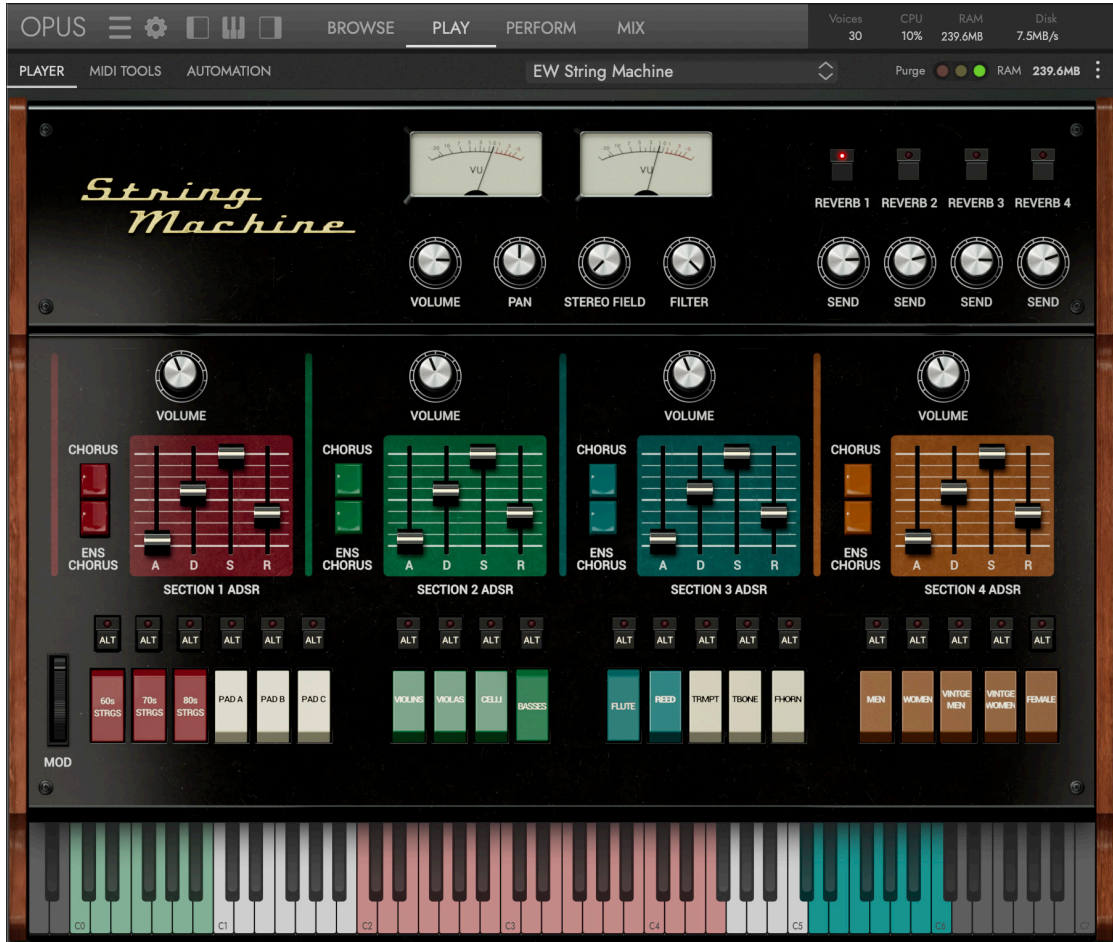 OPUS BROWSE PLAY PERFORM MIX Voices CPU RAM Disk
30 10% 239.6MB 7.5MB/s
PLAYER MIDI TOOLS AUTOMATION EW String Machine Purge RAM 239.6MB
String
Machine
VU VU
REVERB 1 REVERB 2 REVERB 3 REVERB 4
VOLUME PAN STEREO FIELD FILTER SEND SEND SEND SEND
VOLUME VOLUME VOLUME VOLUME
CHORUS CHORUS CHORUS CHORUS
ENS CHORUS ENS CHORUS ENS CHORUS ENS CHORUS
A D S R A D S R A D S R A D S R
SECTION 1 ADSR SECTION 2 ADSR SECTION 3 ADSR SECTION 4 ADSR
ALT ALT ALT ALT ALT ALT ALT ALT ALT ALT ALT ALT ALT ALT ALT ALT ALT ALT ALT ALT
60s STRGS 70s STRGS 80s STRGS PAD A PAD B PAD C VIOLINS VIOLAS CELLI BASSES FLUTE REED TRMPT TBONE FHORN MEN WOMEN VINTGE MEN VINTGE WOMEN FEMALE
MOD
C0 C1 C2 C3 C4 C5 C6 C7